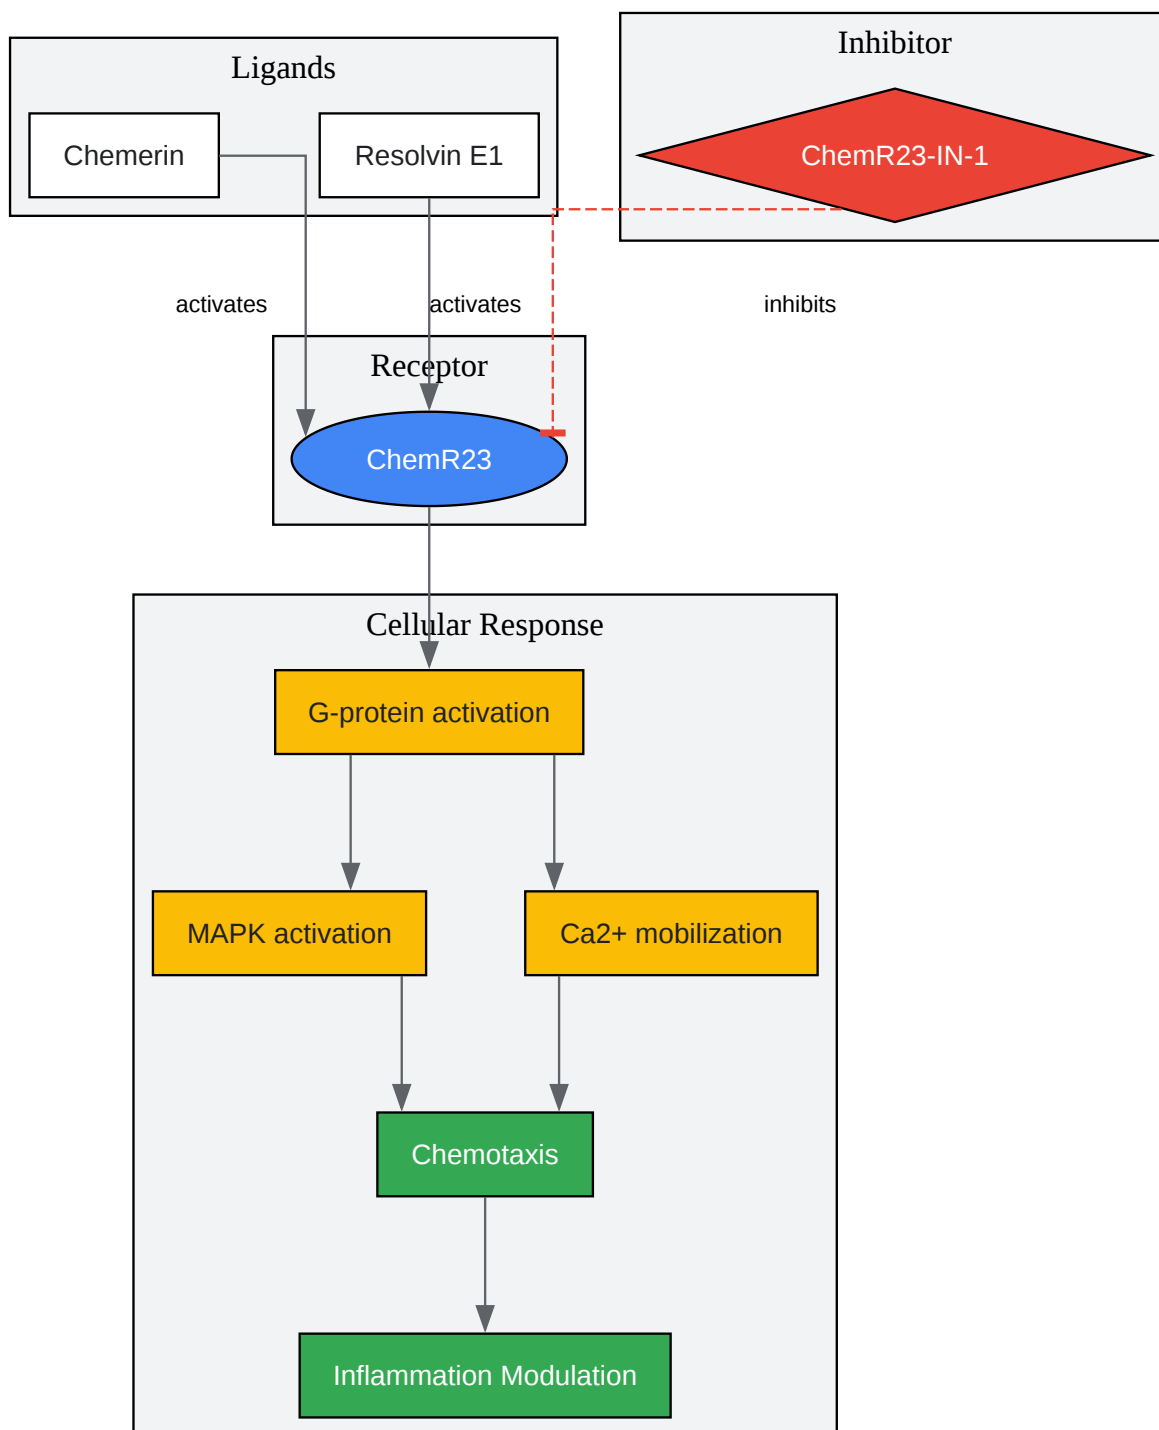 Ligands
Inhibitor
Chemerin
Resolvin E1
ChemR23-IN-1
activates
activates
inhibits
Receptor
ChemR23
Cellular Response
G-protein activation
MAPK activation
Ca2+ mobilization
Chemotaxis
Inflammation Modulation